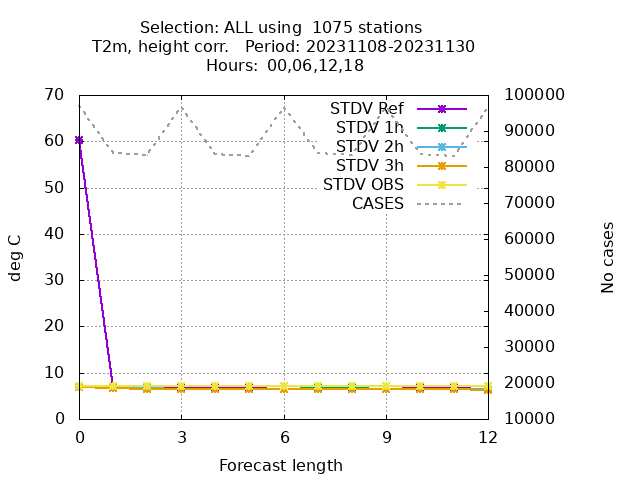 Selection: ALL using  1075 stations
T2m, height corr.   Period: 20231108-20231130
Hours: 00,06,12,18
70
60
50
40
30
20
10
0
deg C
100000
90000
80000
70000
60000
50000
40000
30000
20000
10000
No cases
STDV Ref
STDV 1h
STDV 2h
STDV 3h
STDV OBS
CASES
0 3 6 9 12
Forecast length